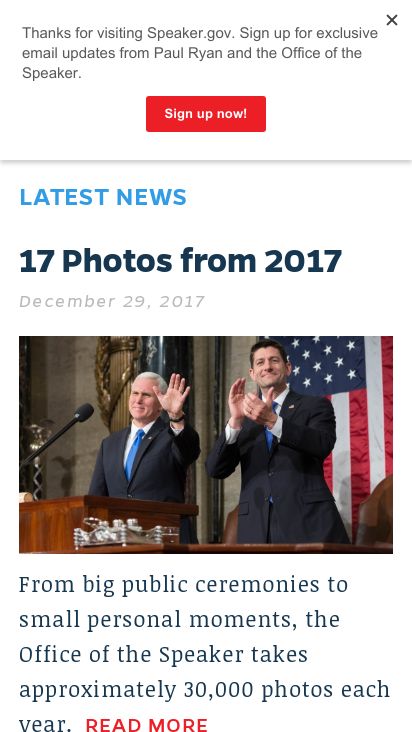 Thanks for visiting Speaker.gov. Sign up for exclusive
email updates from Paul Ryan and the Office of the
Speaker.
Sign up now!
LATEST NEWS
17 Photos from 2017
December 29, 2017
From big public ceremonies to
small personal moments, the
Office of the Speaker takes
approximately 30,000 photos each
year. READ MORE